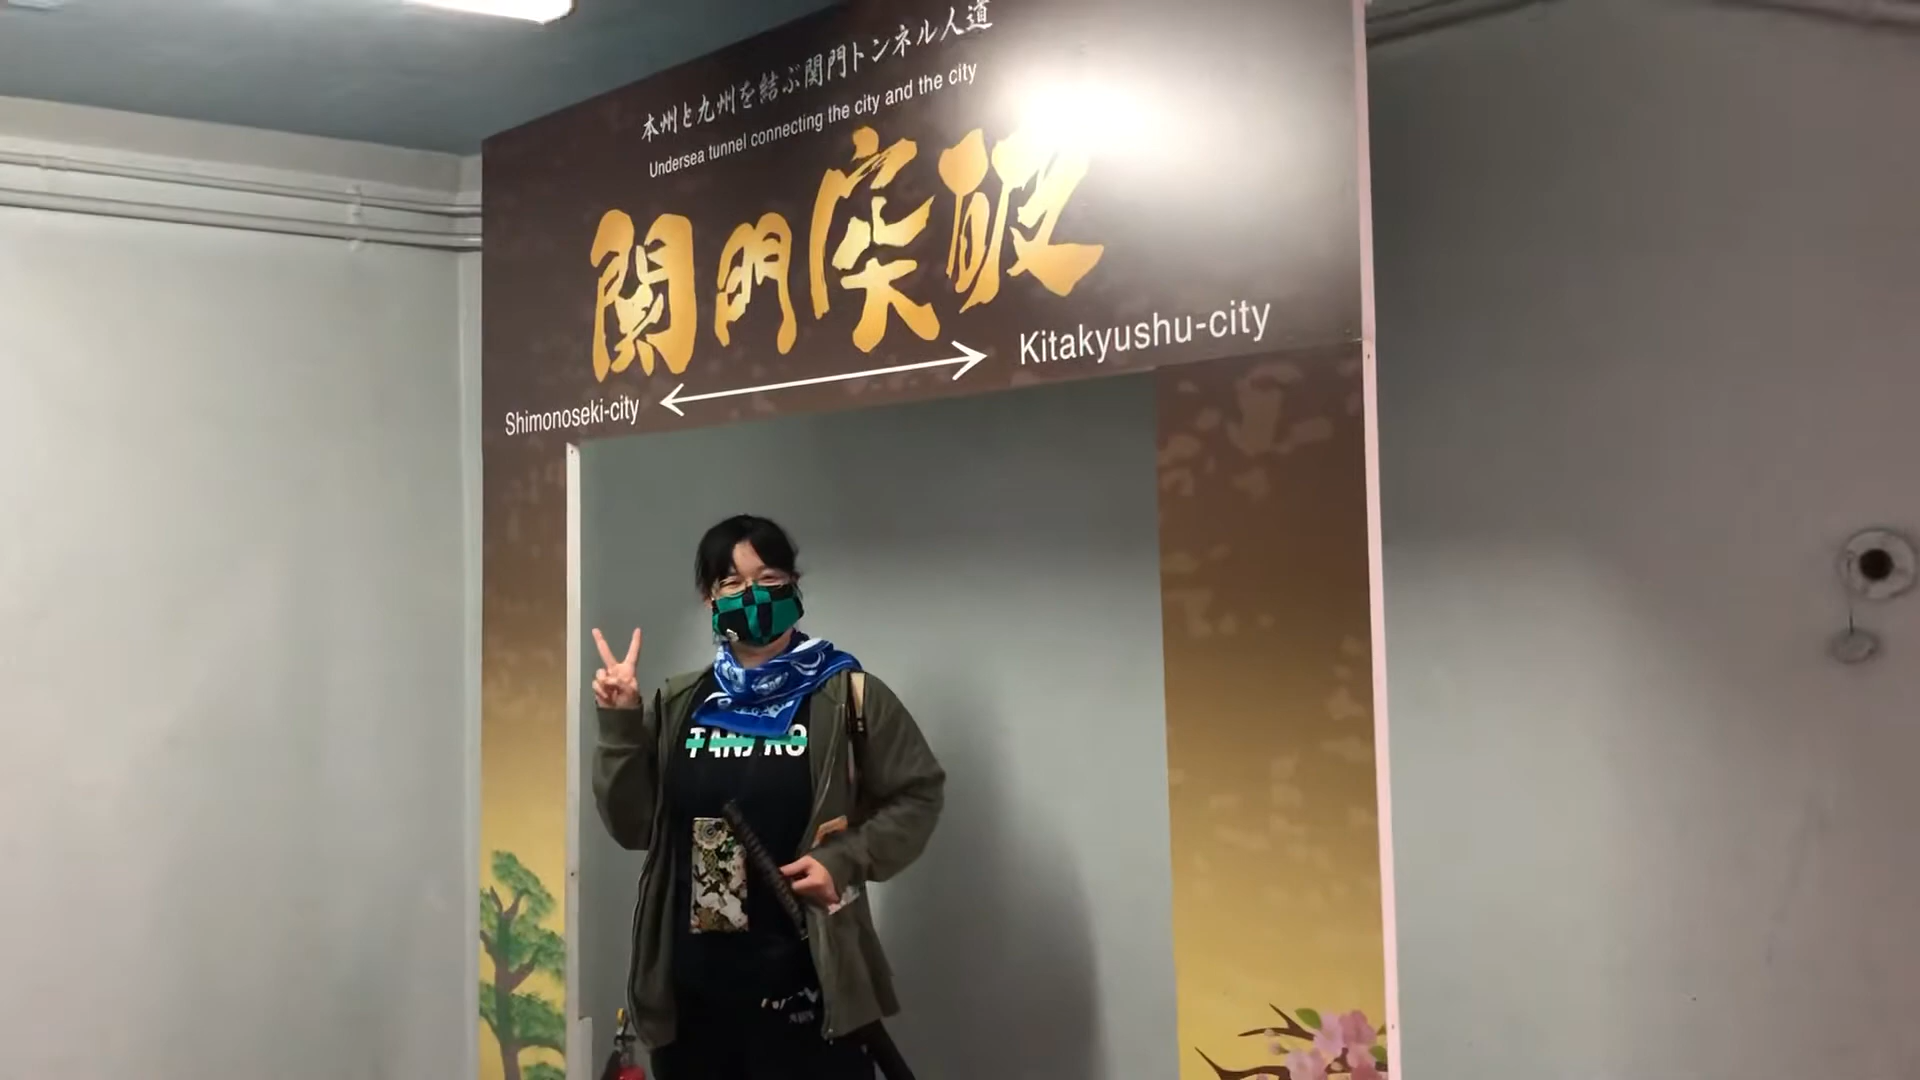 本州と九州を結ぶ関門トンネル人道
Undersea tunnel connecting the city and the city
関門突破
Shimonoseki-city
Kitakyushu-city
TANJIRO